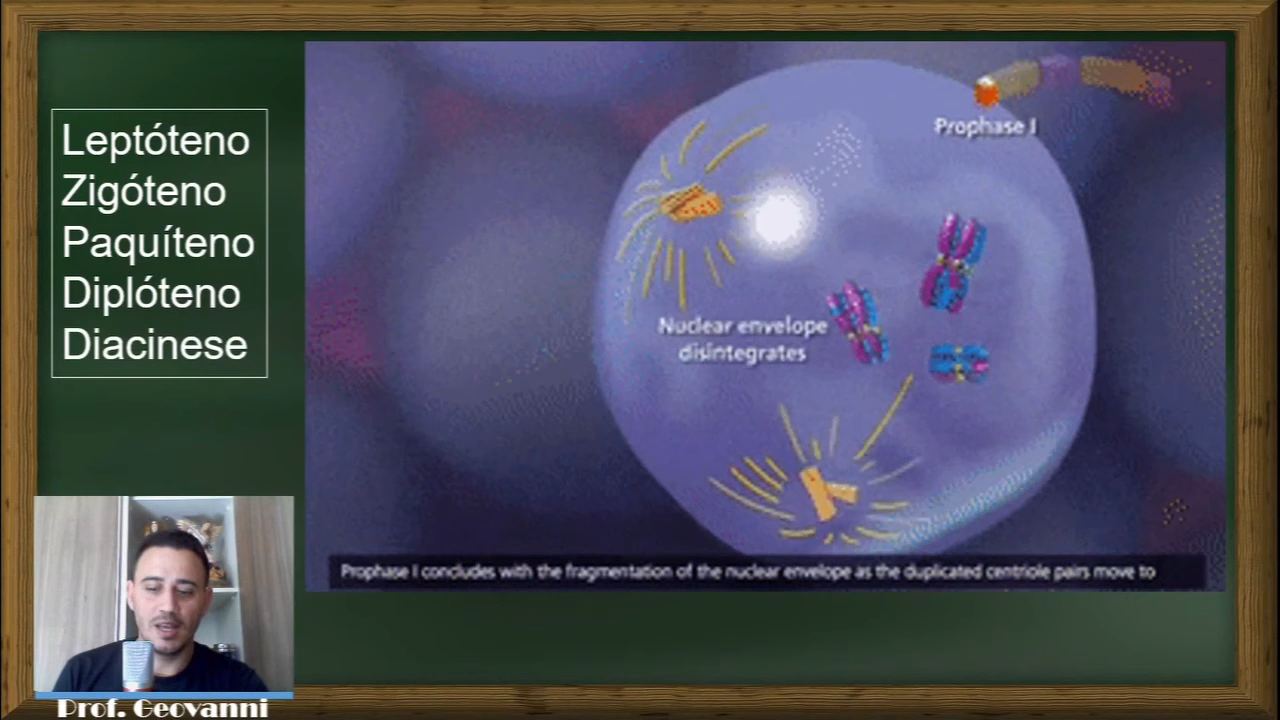 Leptóteno
Zigóteno
Paquíteno
Diplóteno
Diacinese
Prophase I
Nuclear envelope
disintegrates
Prophase I concludes with the fragmentation of the nuclear envelope as the duplicated centriole pairs move to
Prof. Geovanni